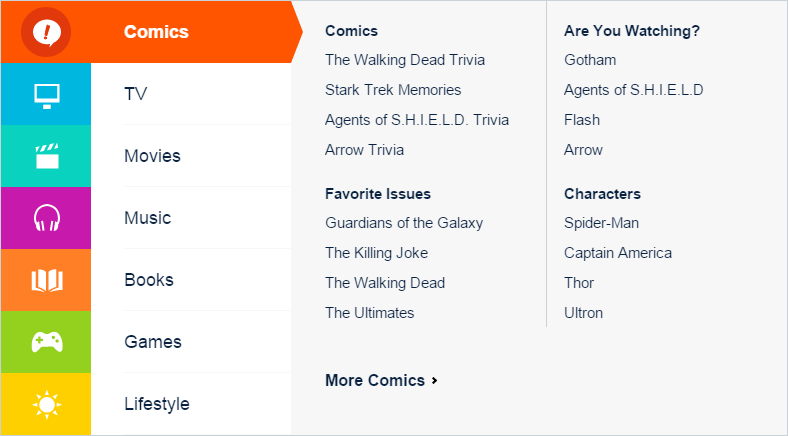 Comics
TV
Movies
Music
Books
Games
Lifestyle
Comics
The Walking Dead Trivia
Stark Trek Memories
Agents of S.H.I.E.L.D. Trivia
Arrow Trivia
Favorite Issues
Guardians of the Galaxy
The Killing Joke
The Walking Dead
The Ultimates
More Comics
Are You Watching?
Gotham
Agents of S.H.I.E.L.D
Flash
Arrow
Characters
Spider-Man
Captain America
Thor
Ultron